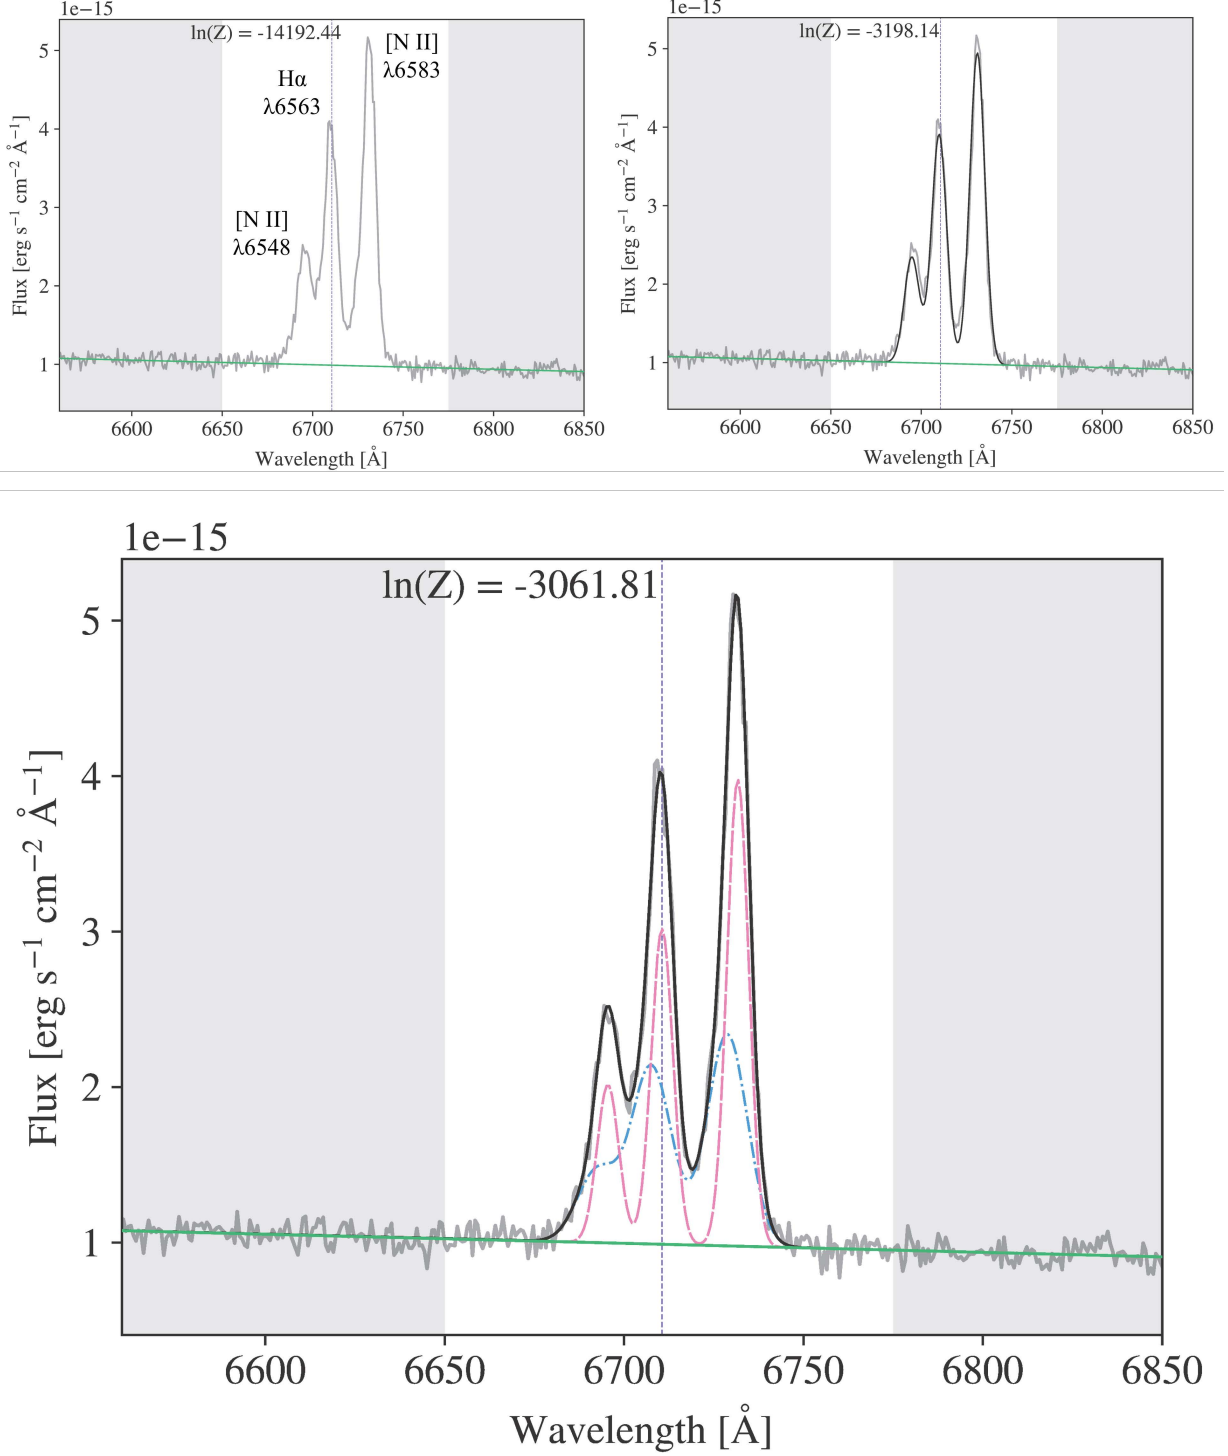 1e−15
ln(Z) = -14192.44
[N II]
λ6583
Hα
λ6563
[N II]
λ6548
5
4
3
2
1
Flux [erg s⁻¹ cm⁻² Å⁻¹]
6600 6650 6700 6750 6800 6850
Wavelength [Å]
1e−15
ln(Z) = -3198.14
5
4
3
2
1
Flux [erg s⁻¹ cm⁻² Å⁻¹]
6600 6650 6700 6750 6800 6850
Wavelength [Å]
1e−15
ln(Z) = -3061.81
5
4
3
2
1
Flux [erg s⁻¹ cm⁻² Å⁻¹]
6600 6650 6700 6750 6800 6850
Wavelength [Å]